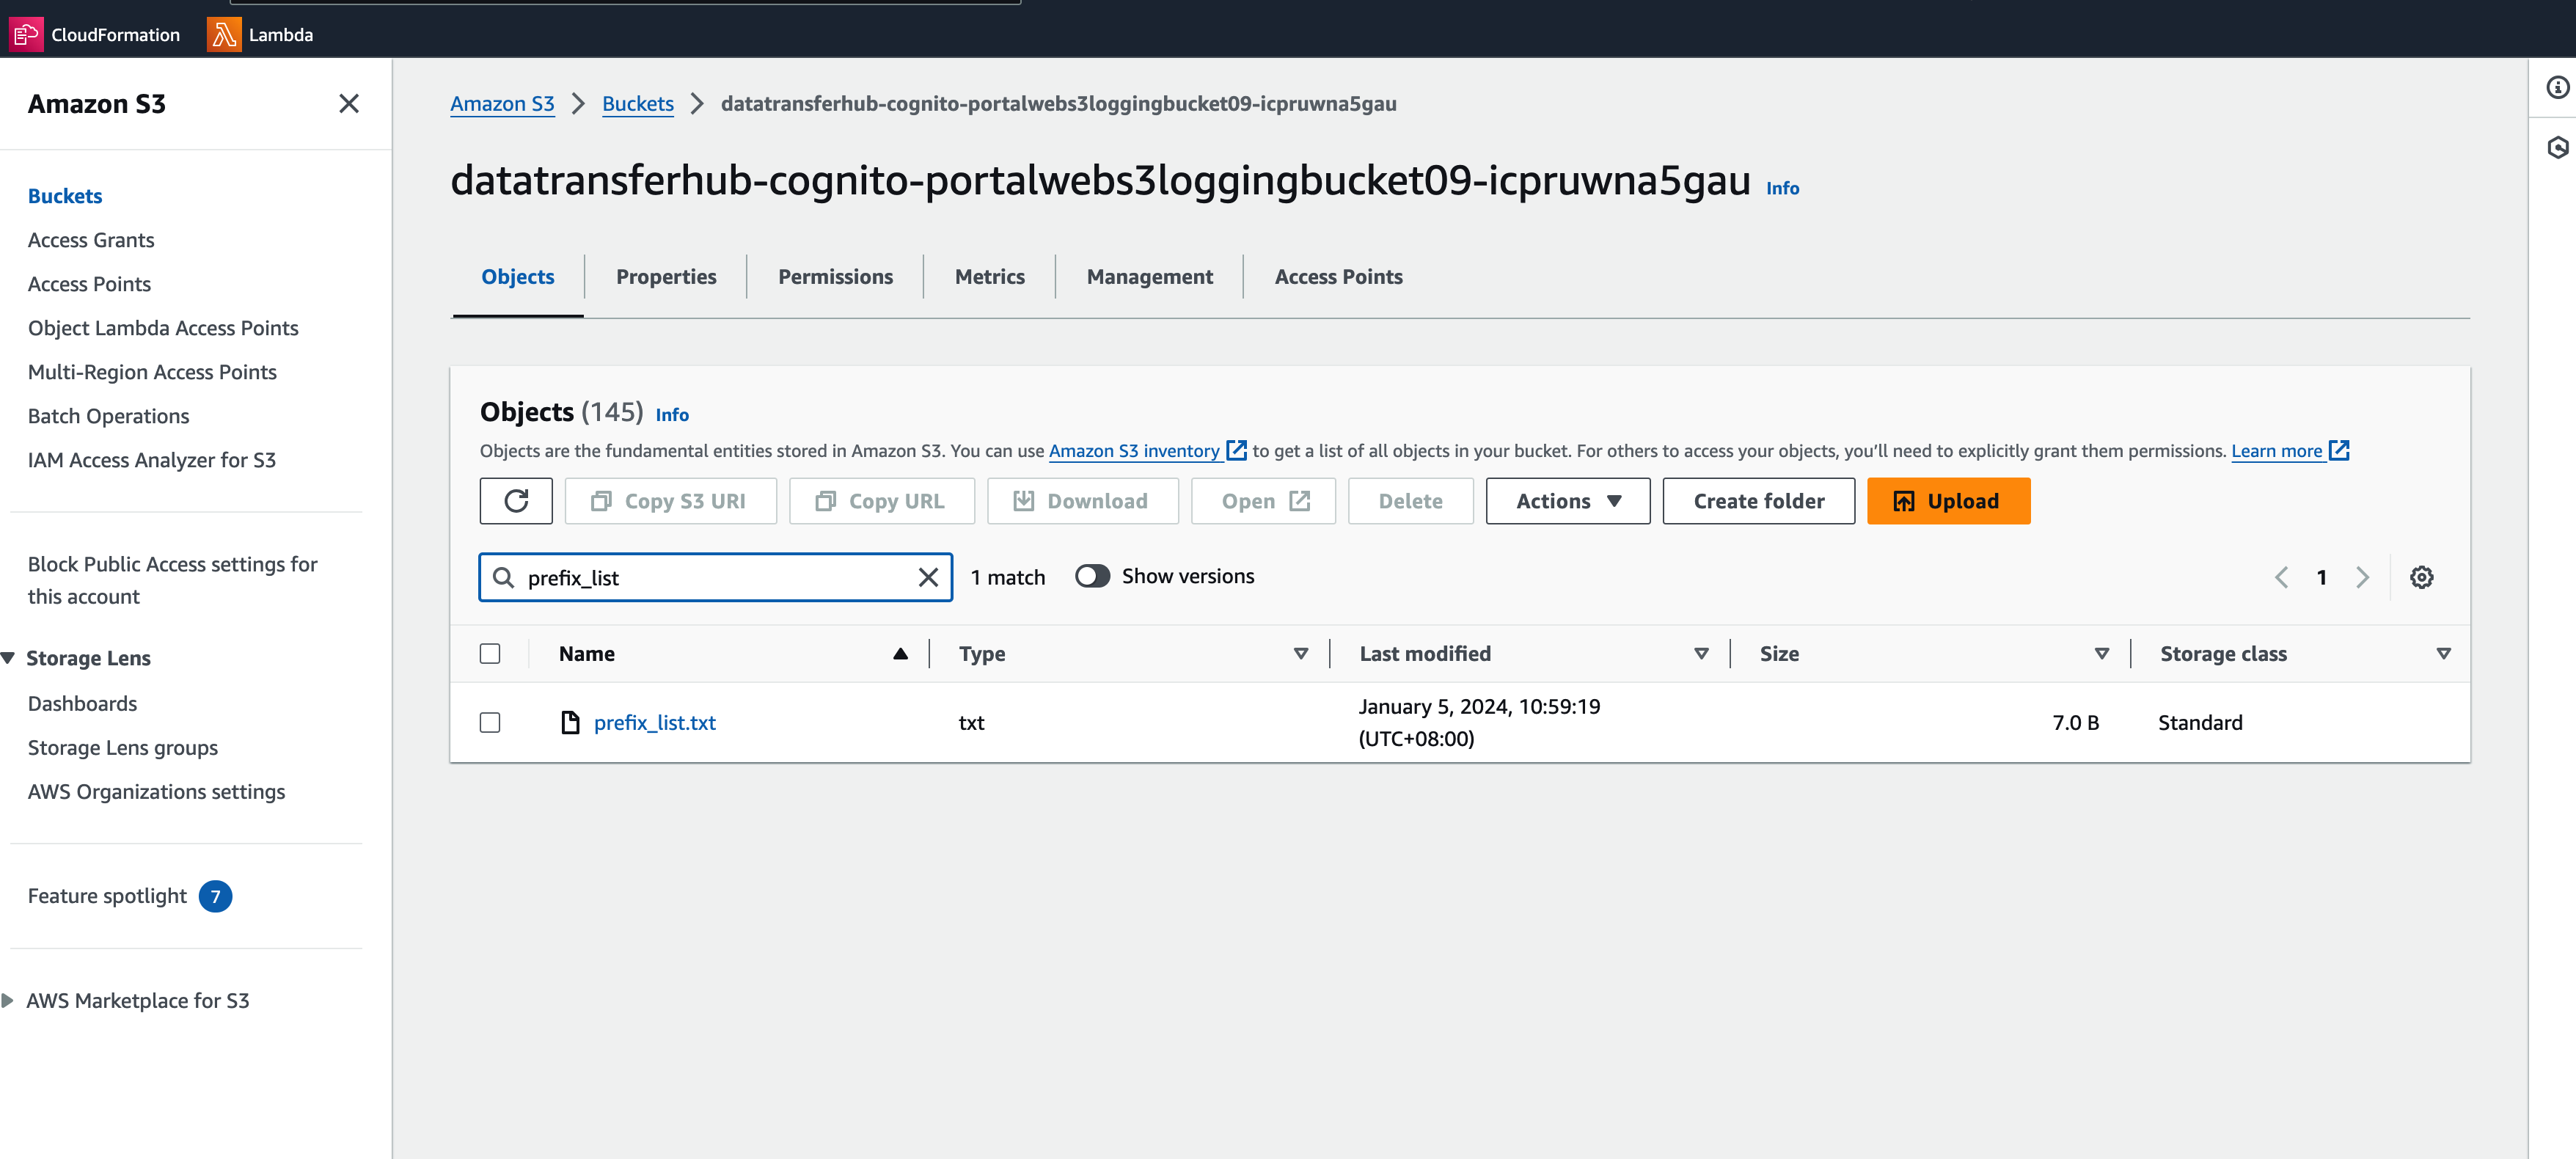 CloudFormation Lambda
Amazon S3
Buckets
Access Grants
Access Points
Object Lambda Access Points
Multi-Region Access Points
Batch Operations
IAM Access Analyzer for S3
Block Public Access settings for
this account
Storage Lens
Dashboards
Storage Lens groups
AWS Organizations settings
Feature spotlight 7
AWS Marketplace for S3
Amazon S3 Buckets datatransferhub-cognito-portalwebs3loggingbucket09-icpruwna5gau
datatransferhub-cognito-portalwebs3loggingbucket09-icpruwna5gau Info
Objects Properties Permissions Metrics Management Access Points
Objects (145) Info
Objects are the fundamental entities stored in Amazon S3. You can use Amazon S3 inventory to get a list of all objects in your bucket. For others to access your objects, you’ll need to explicitly grant them permissions. Learn more
Copy S3 URI Copy URL Download Open Delete Actions Create folder Upload
prefix_list 1 match Show versions 1
Name Type Last modified Size Storage class
prefix_list.txt txt January 5, 2024, 10:59:19 7.0 B Standard
(UTC+08:00)